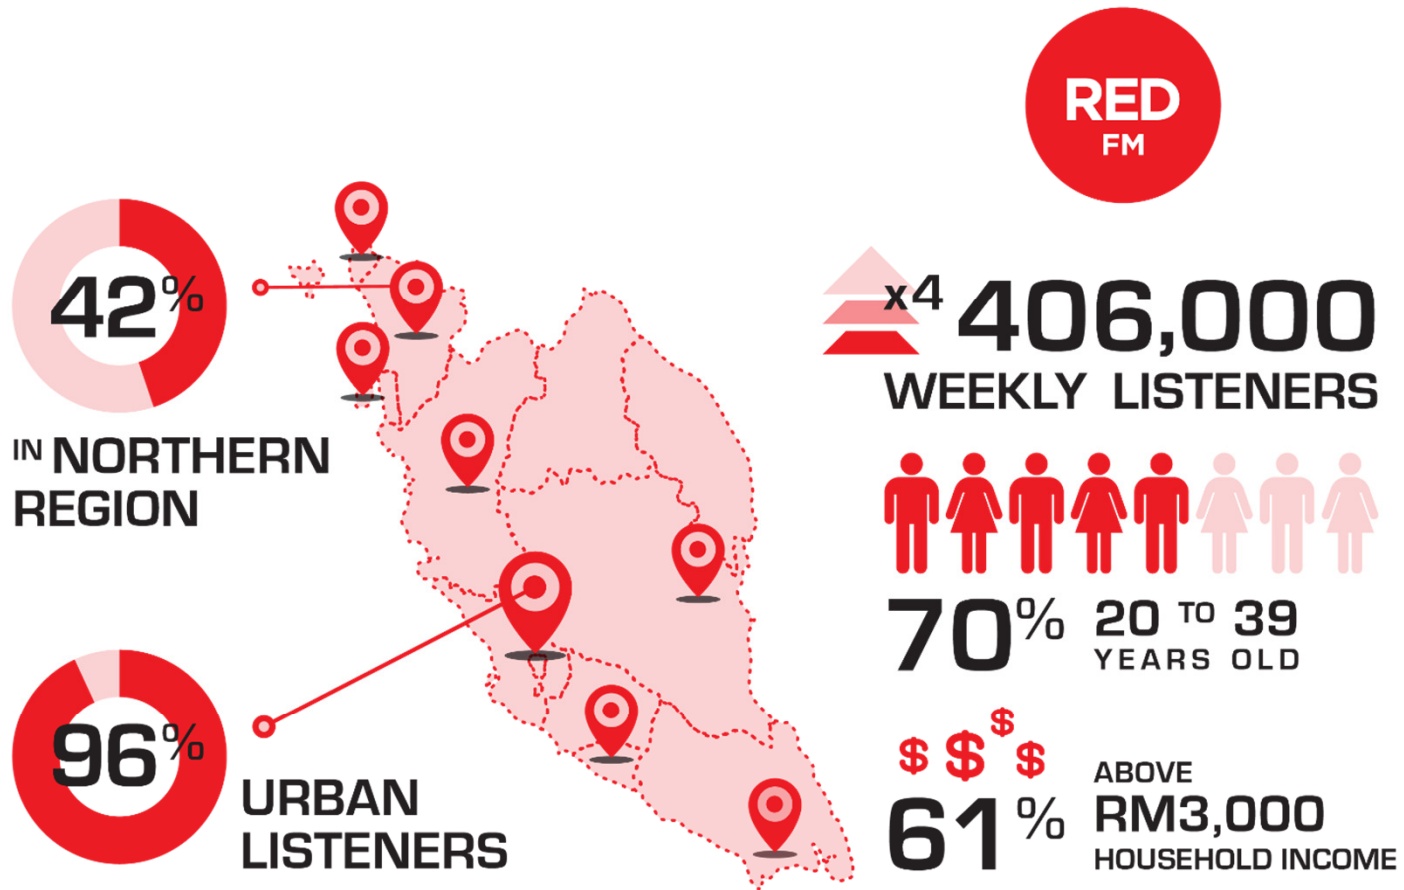 RED
FM
42%
IN NORTHERN
REGION
x4 406,000
WEEKLY LISTENERS
70% 20 TO 39
YEARS OLD
96%
URBAN
LISTENERS
$ $ $ $
61% ABOVE
RM3,000
HOUSEHOLD INCOME